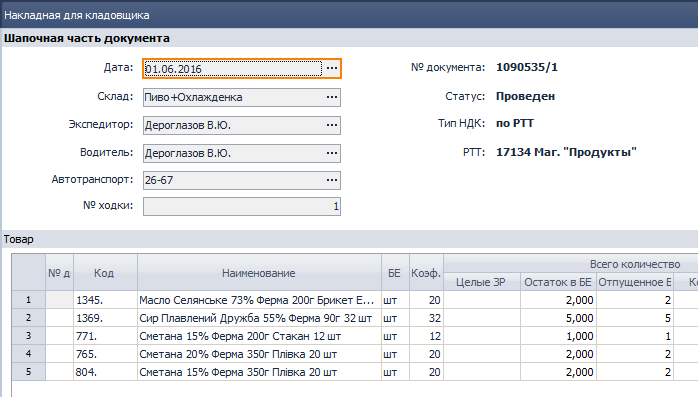 Накладная для кладовщика
Шапочная часть документа
Дата: 01.06.2016 ... № документа: 1090535/1
Склад: Пиво+Охлажденка ... Статус: Проведен
Экспедитор: Дероглазов В.Ю. ... Тип НДК: по РТТ
Водитель: Дероглазов В.Ю. ... РТТ: 17134 Маг. "Продукты"
Автотранспорт: 26-67 ...
№ ходки: 1
Товар
№ д Код Наименование БЕ Коэф. Всего количество
Целые ЗР Остаток в БЕ Отпущенное Б К
1 1345. Масло Селянське 73% Ферма 200г Брикет Е... шт 20 2,000 2
2 1369. Сир Плавлений Дружба 55% Ферма 90г 32 шт шт 32 5,000 5
3 771. Сметана 15% Ферма 200г Стакан 12 шт шт 12 1,000 1
4 765. Сметана 20% Ферма 350г Плівка 20 шт шт 20 2,000 2
5 804. Сметана 15% Ферма 350г Плівка 20 шт шт 20 2,000 2